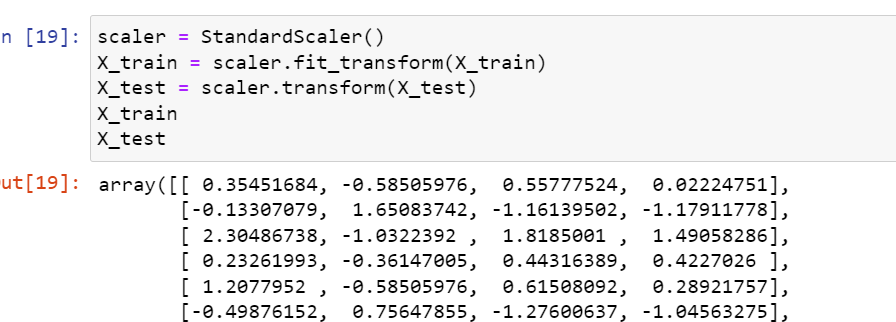 n [19]: scaler = StandardScaler()
X_train = scaler.fit_transform(X_train)
X_test = scaler.transform(X_test)
X_train
X_test
ut[19]: array([[ 0.35451684, -0.58505976,  0.55777524,  0.02224751],
[-0.13307079,  1.65083742, -1.16139502, -1.17911778],
[ 2.30486738, -1.0322392 ,  1.8185001 ,  1.49058286],
[ 0.23261993, -0.36147005,  0.44316389,  0.4227026 ],
[ 1.2077952 , -0.58505976,  0.61508092,  0.28921757],
[-0.49876152,  0.75647855, -1.27600637, -1.04563275],